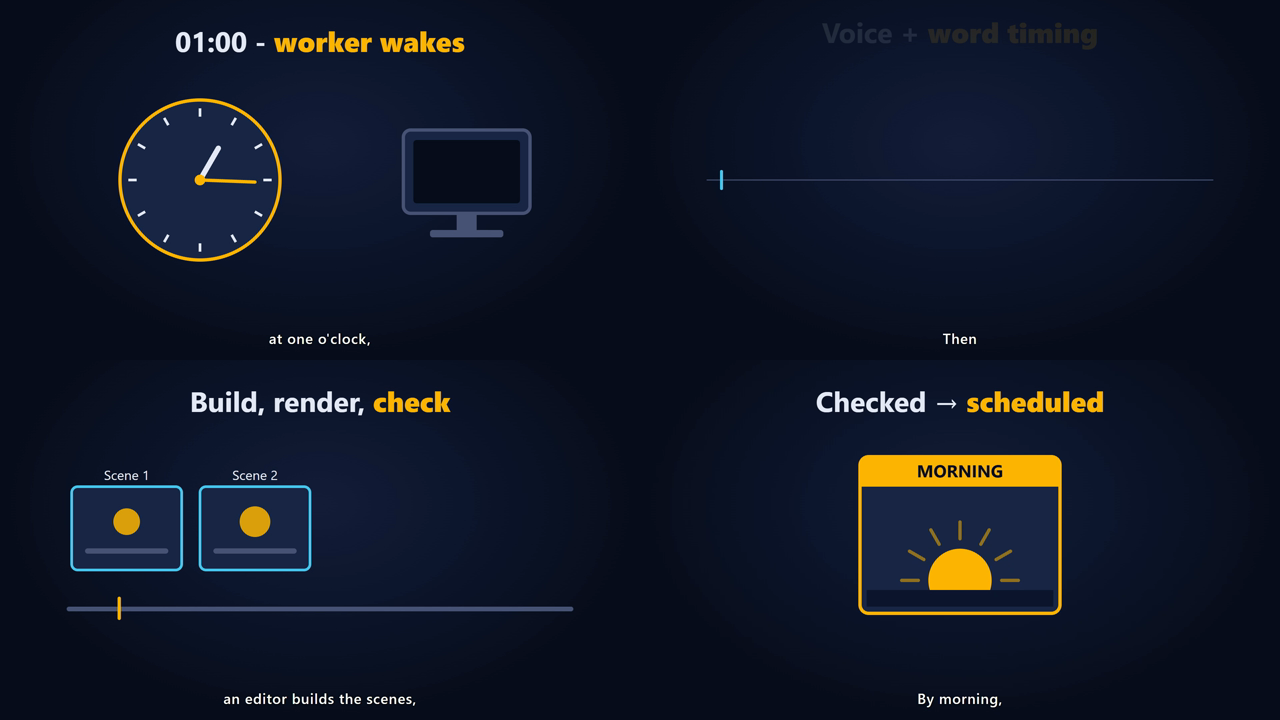 01:00 - worker wakes
at one o'clock,
Voice + word timing
Then
Build, render, check
Scene 1
Scene 2
an editor builds the scenes,
Checked → scheduled
MORNING
By morning,